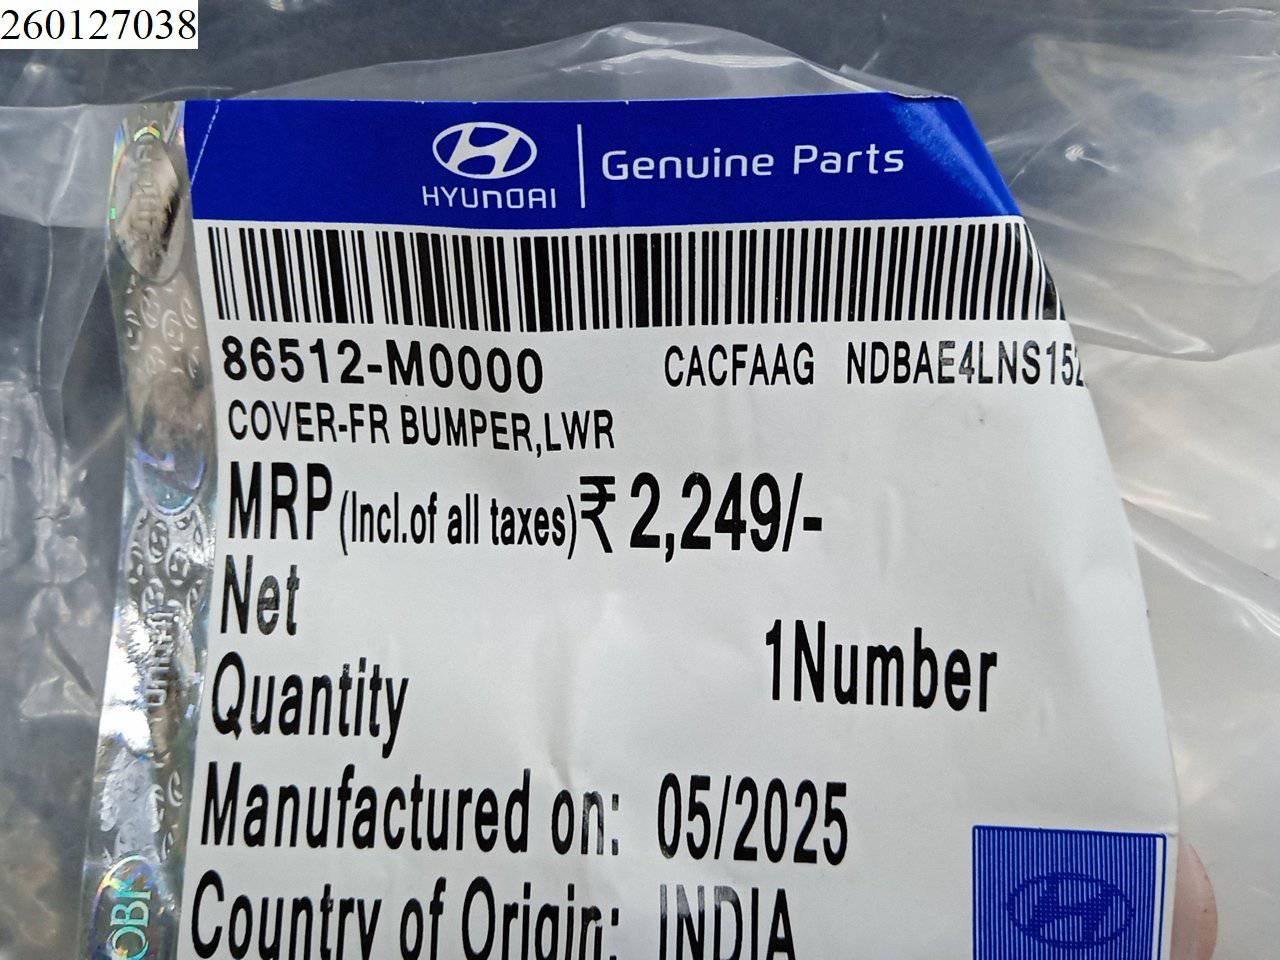 260127038
HYUNDAI
Genuine Parts
86512-M0000 CACFAAG NDBAE4LNS152
COVER-FR BUMPER,LWR
MRP (Incl.of all taxes) ₹ 2,249/-
Net
Quantity
1Number
Manufactured on: 05/2025
Country of Origin: INDIA